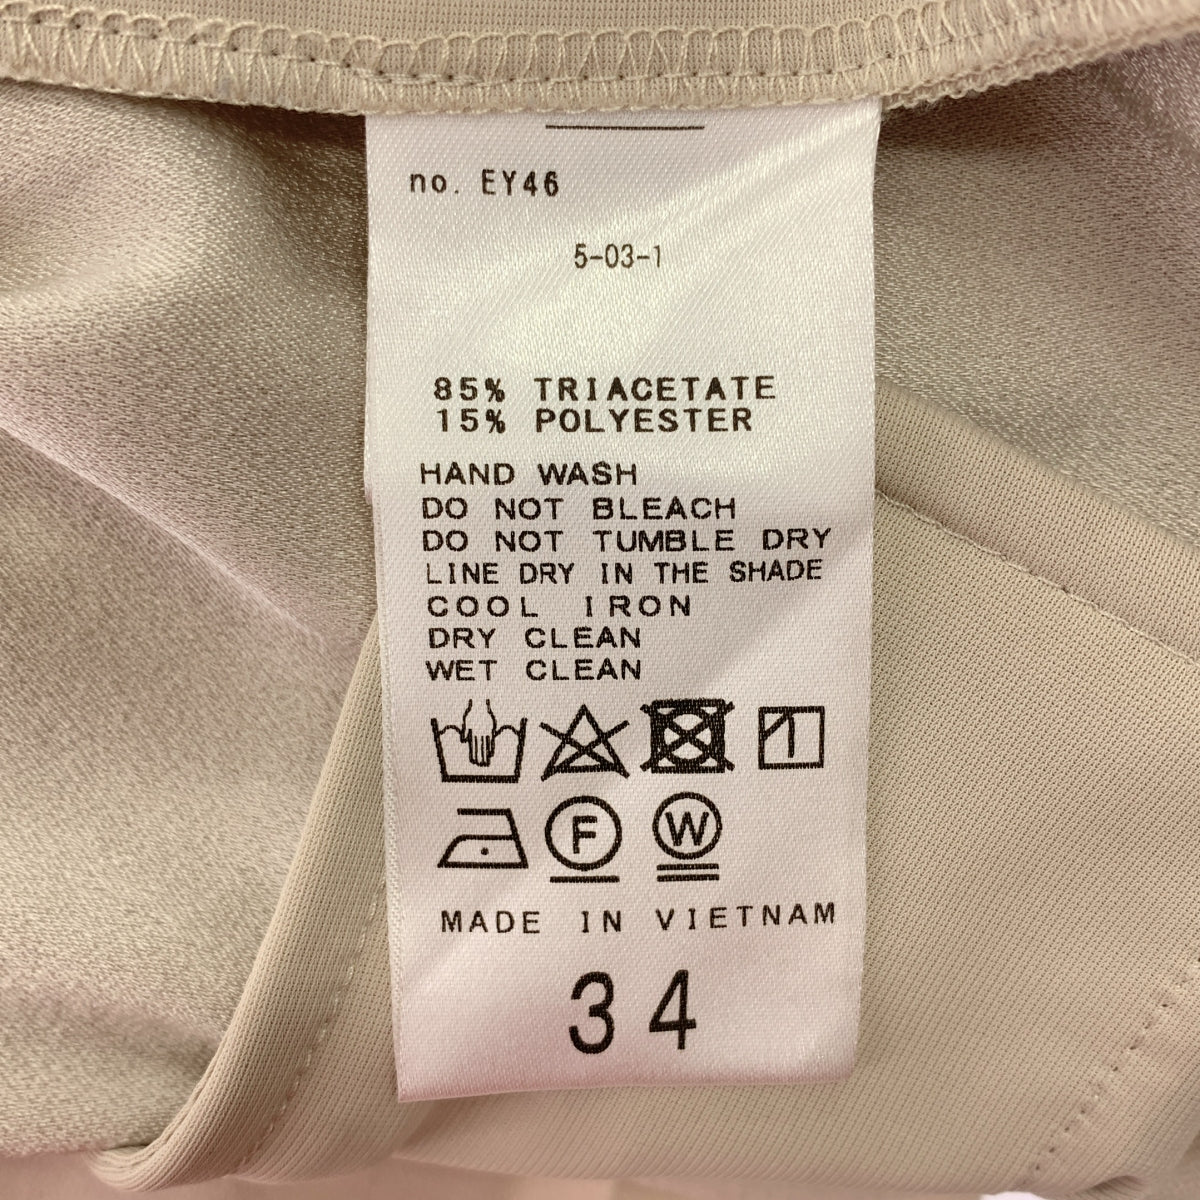 no. EY46
5-03-1
85% TRIACETATE
15% POLYESTER
HAND WASH
DO NOT BLEACH
DO NOT TUMBLE DRY
LINE DRY IN THE SHADE
COOL IRON
DRY CLEAN
WET CLEAN
F W
MADE IN VIETNAM
34